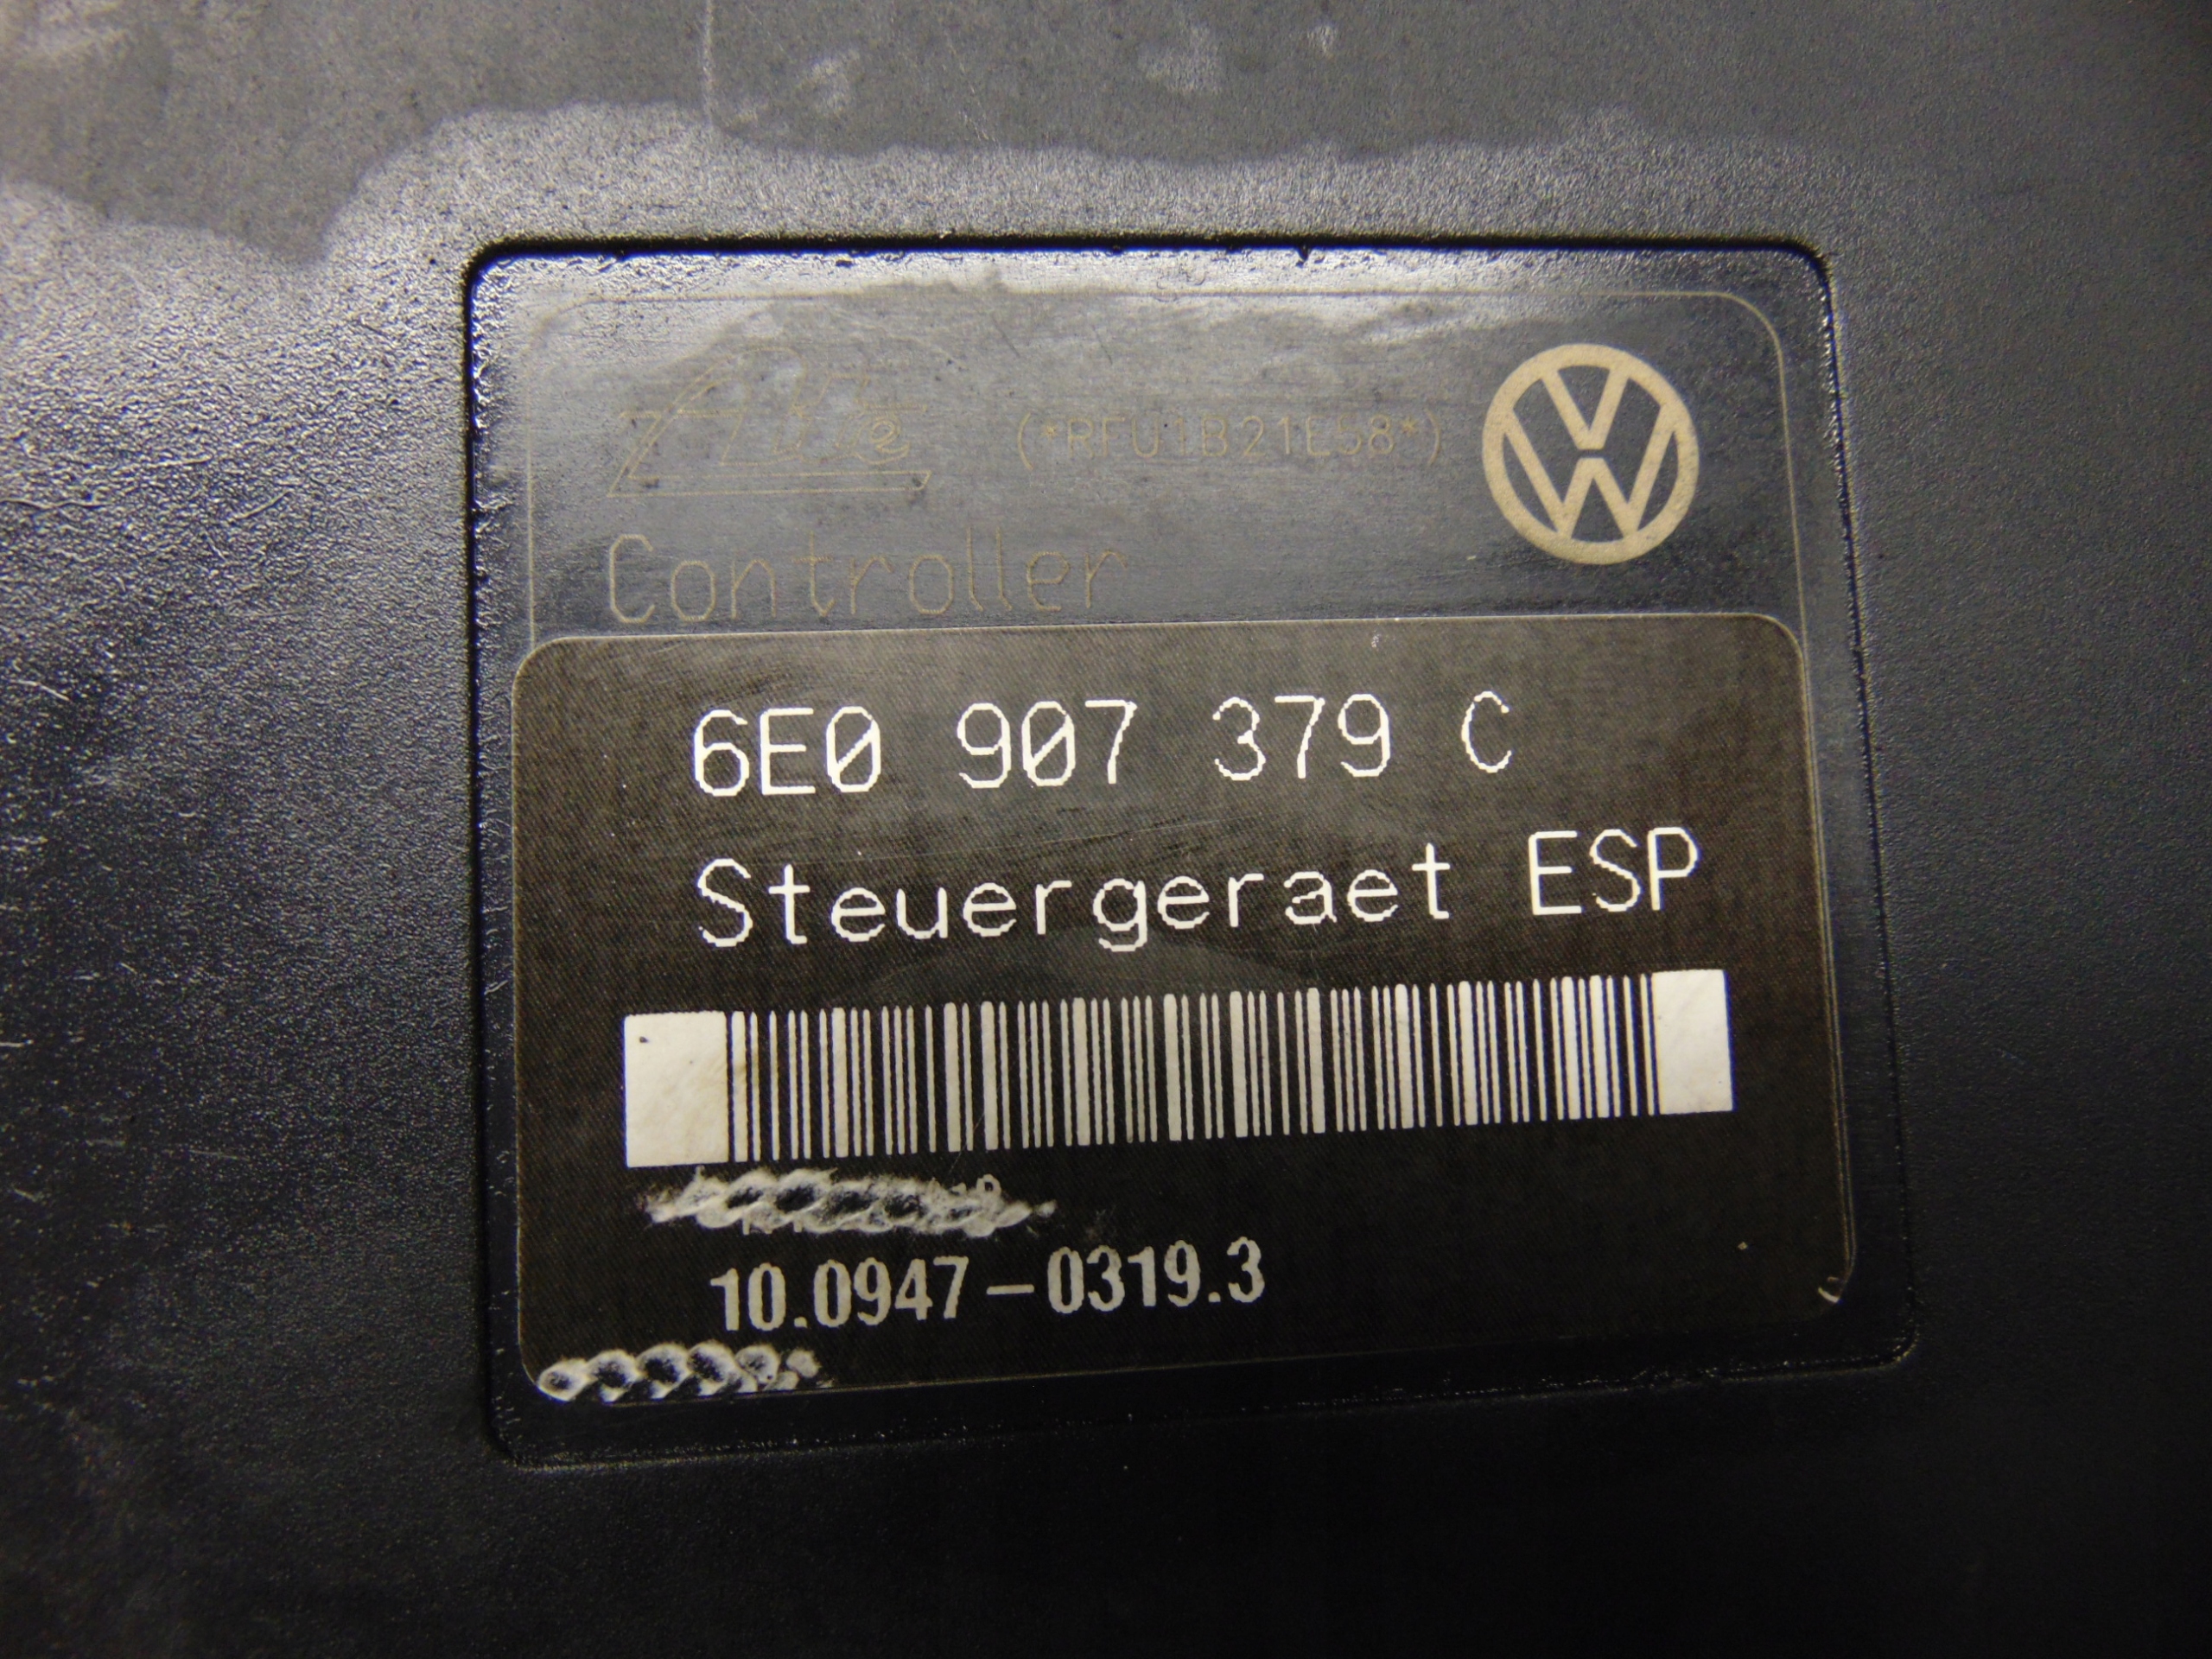 Ate (*RFU1B21E58*)
Controller
6E0 907 379 C
Steuergeraet ESP
10.0947-0319.3